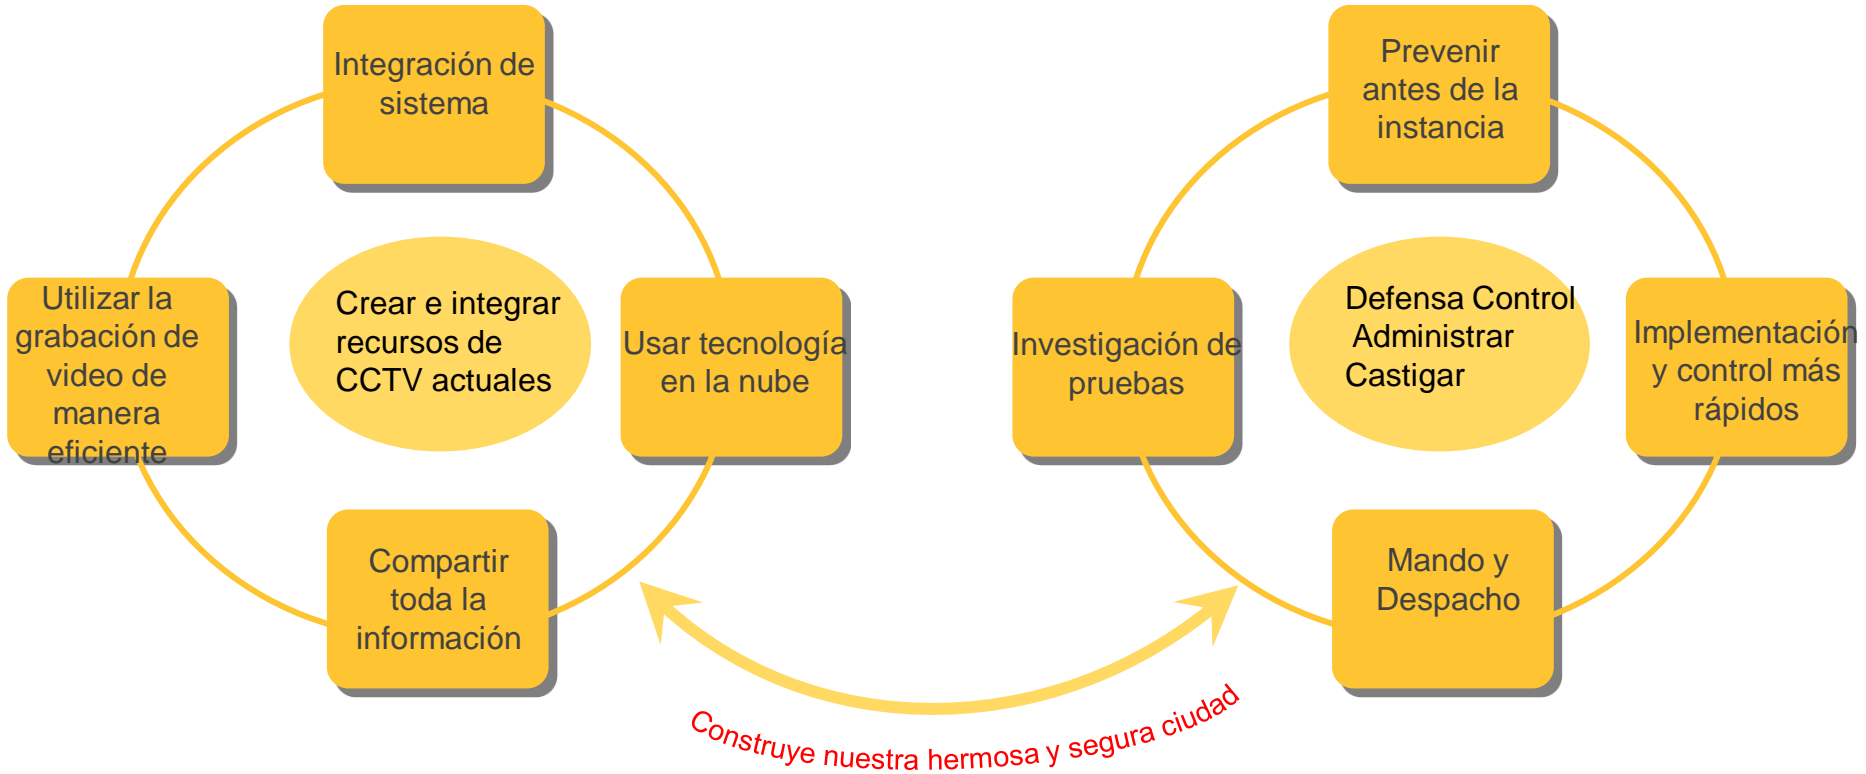 Integración de
sistema
Utilizar la
grabación de
video de
manera
eficiente
Crear e integrar
recursos de
CCTV actuales
Usar tecnología
en la nube
Compartir
toda la
información
Prevenir
antes de la
instancia
Investigación de
pruebas
Defensa Control
Administrar
Castigar
Implementación
y control más
rápidos
Mando y
Despacho
Construye nuestra hermosa y segura ciudad